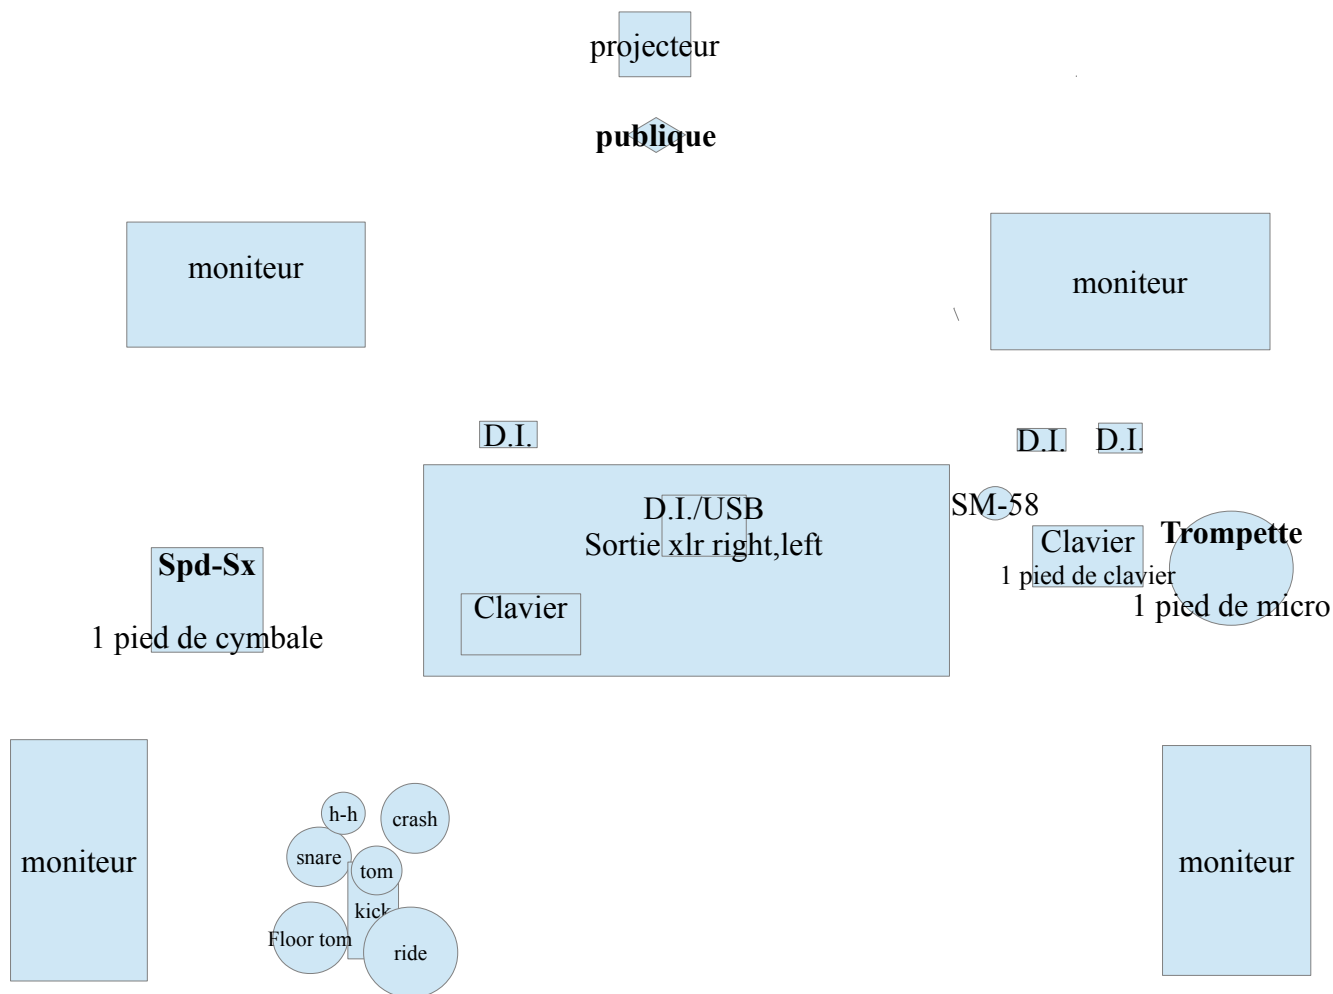 projecteur
publique
moniteur
moniteur
D.I.
D.I.
D.I.
D.I./USB
Sortie xlr right,left
SM-58
Clavier
1 pied de clavier
Trompette
1 pied de micro
Spd-Sx
1 pied de cymbale
Clavier
moniteur
h-h
crash
snare
tom
kick
Floor tom
ride
moniteur